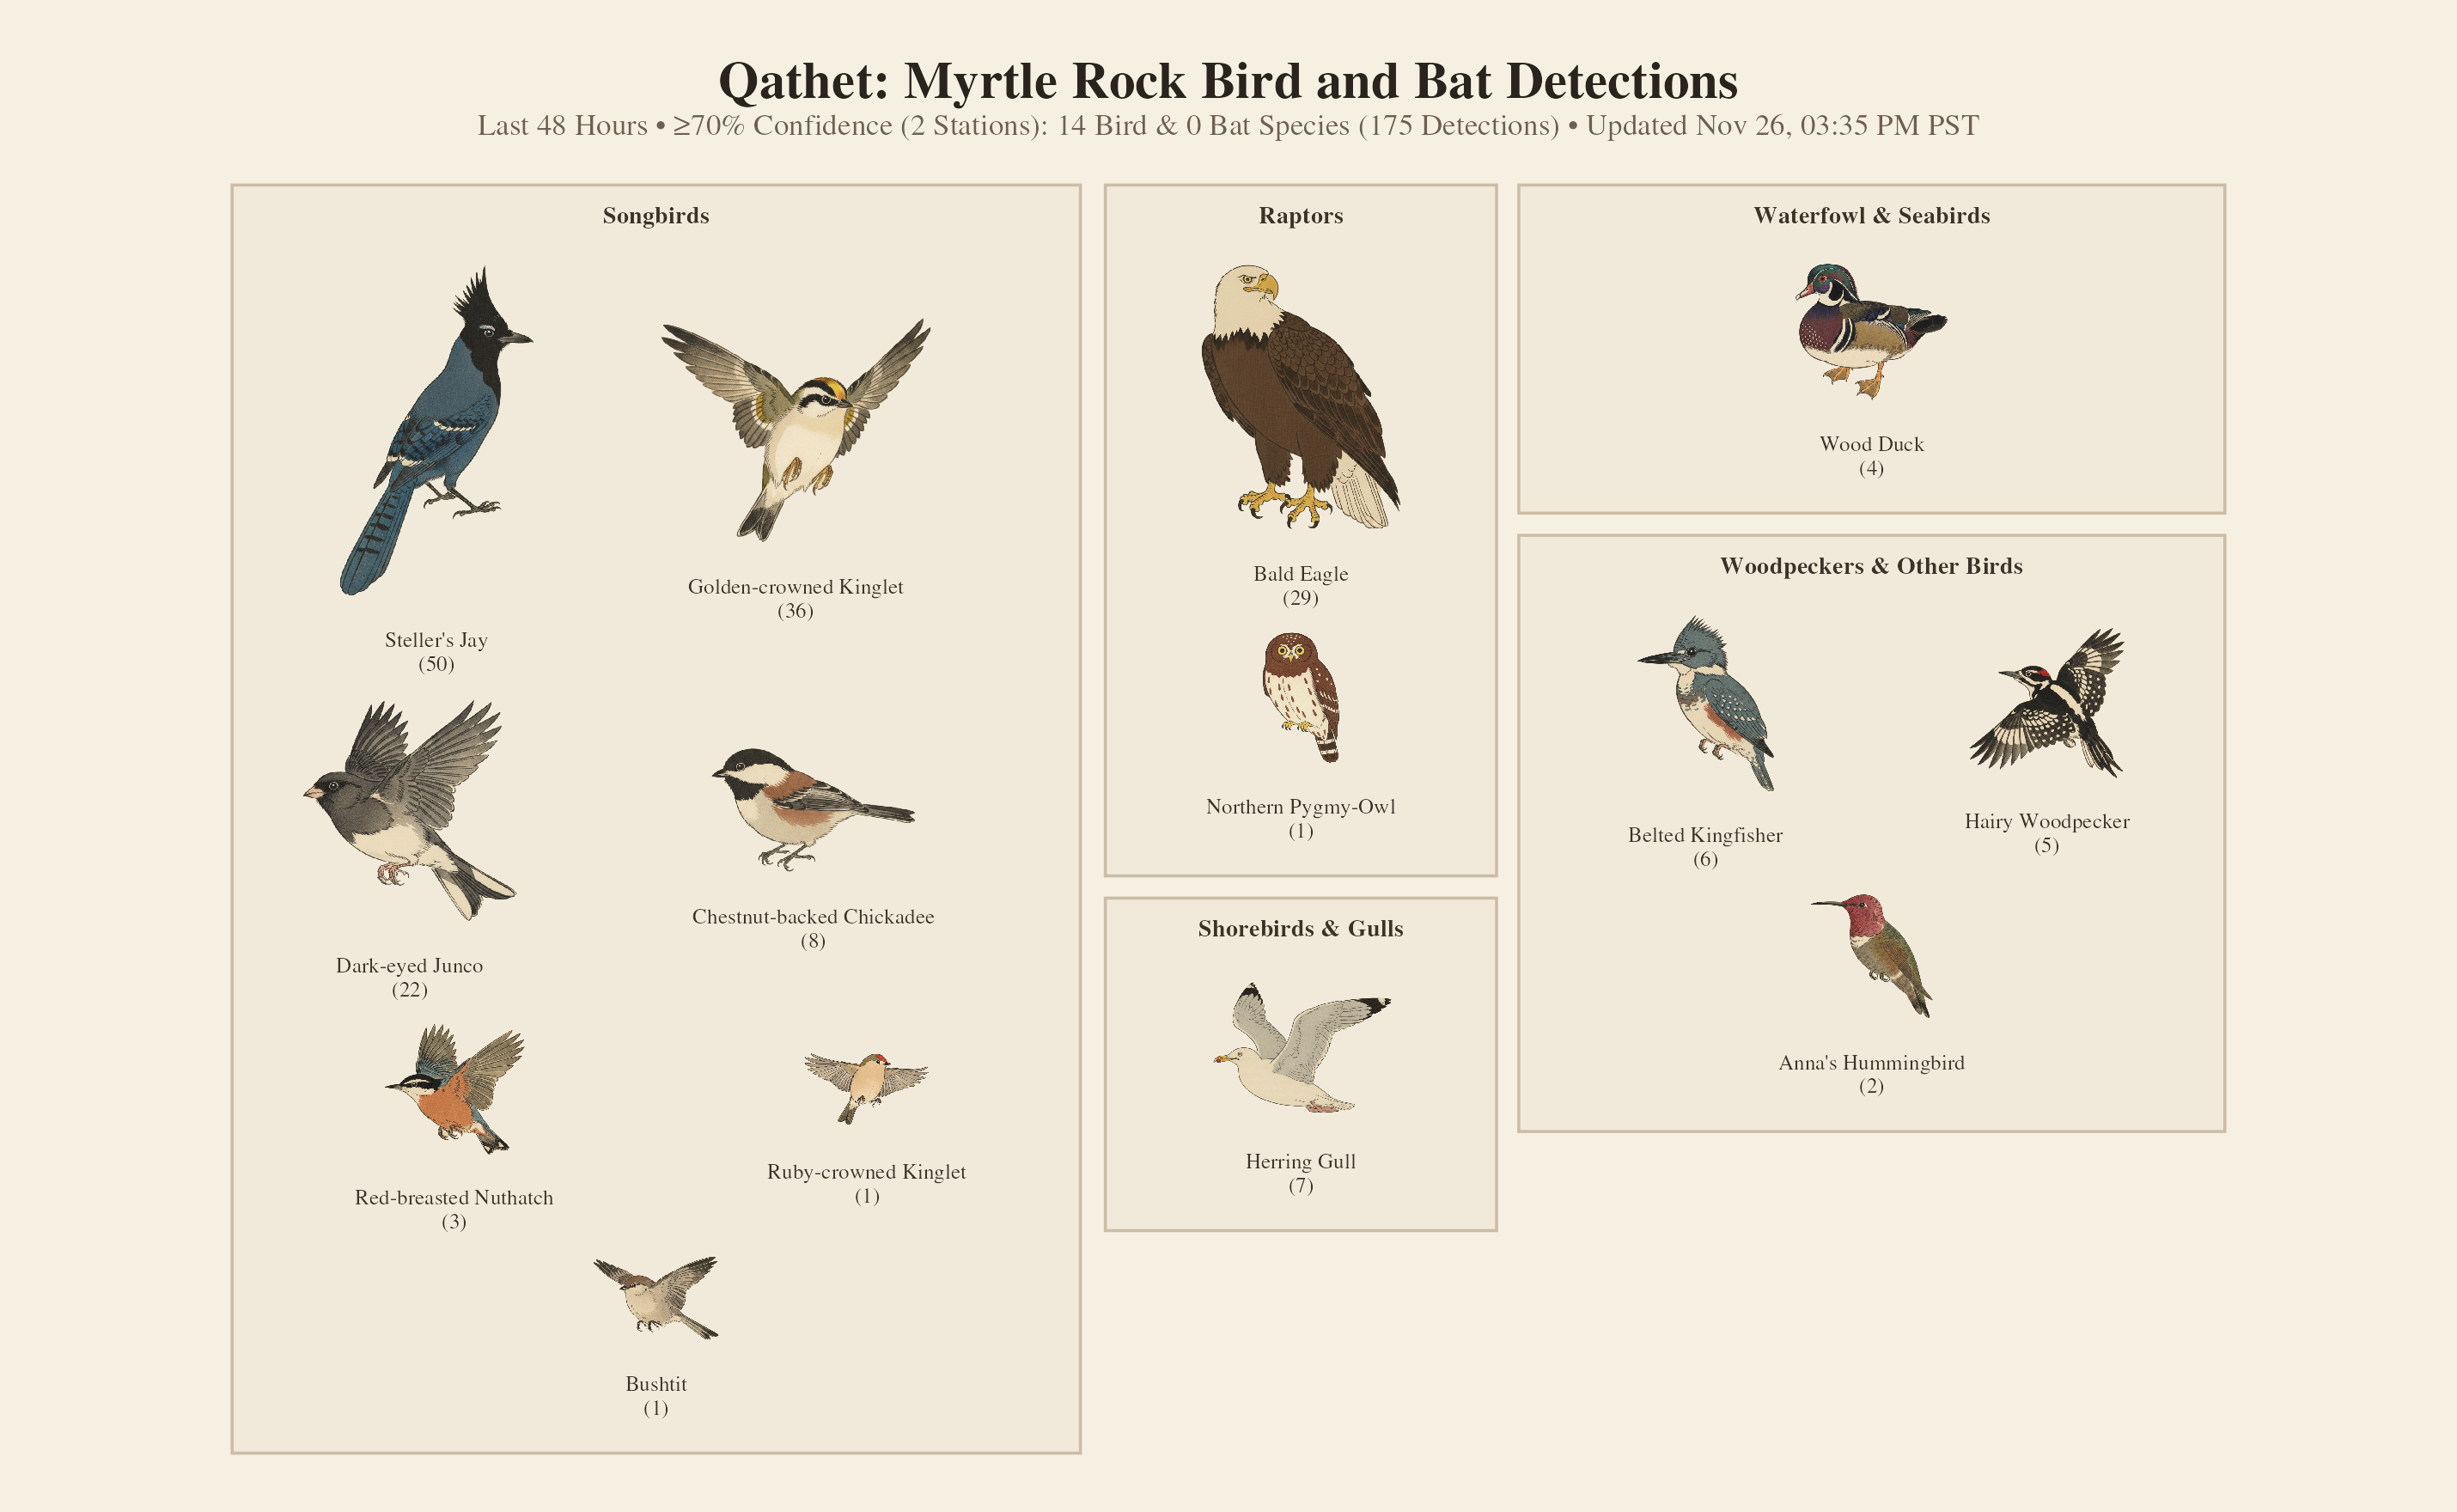 Qathet: Myrtle Rock Bird and Bat Detections
Last 48 Hours • ≥70% Confidence (2 Stations): 14 Bird & 0 Bat Species (175 Detections) • Updated Nov 26, 03:35 PM PST
Songbirds
Steller's Jay
(50)
Golden-crowned Kinglet
(36)
Dark-eyed Junco
(22)
Chestnut-backed Chickadee
(8)
Red-breasted Nuthatch
(3)
Ruby-crowned Kinglet
(1)
Bushtit
(1)
Raptors
Bald Eagle
(29)
Northern Pygmy-Owl
(1)
Shorebirds & Gulls
Herring Gull
(7)
Waterfowl & Seabirds
Wood Duck
(4)
Woodpeckers & Other Birds
Belted Kingfisher
(6)
Hairy Woodpecker
(5)
Anna's Hummingbird
(2)